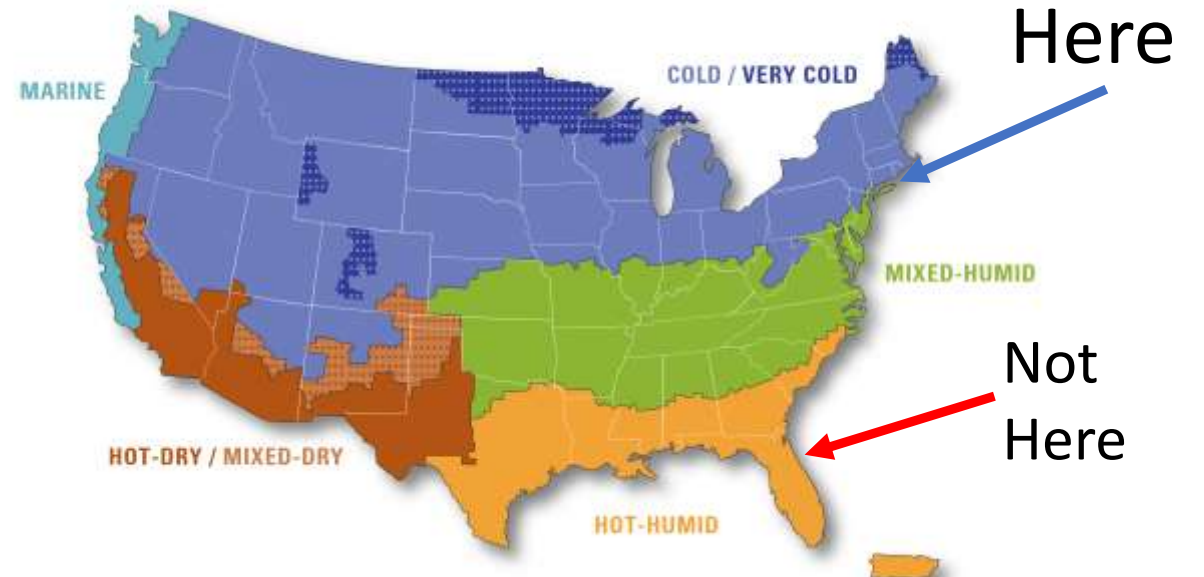 Here
COLD / VERY COLD
MARINE
MIXED-HUMID
Not
Here
HOT-DRY / MIXED-DRY
HOT-HUMID